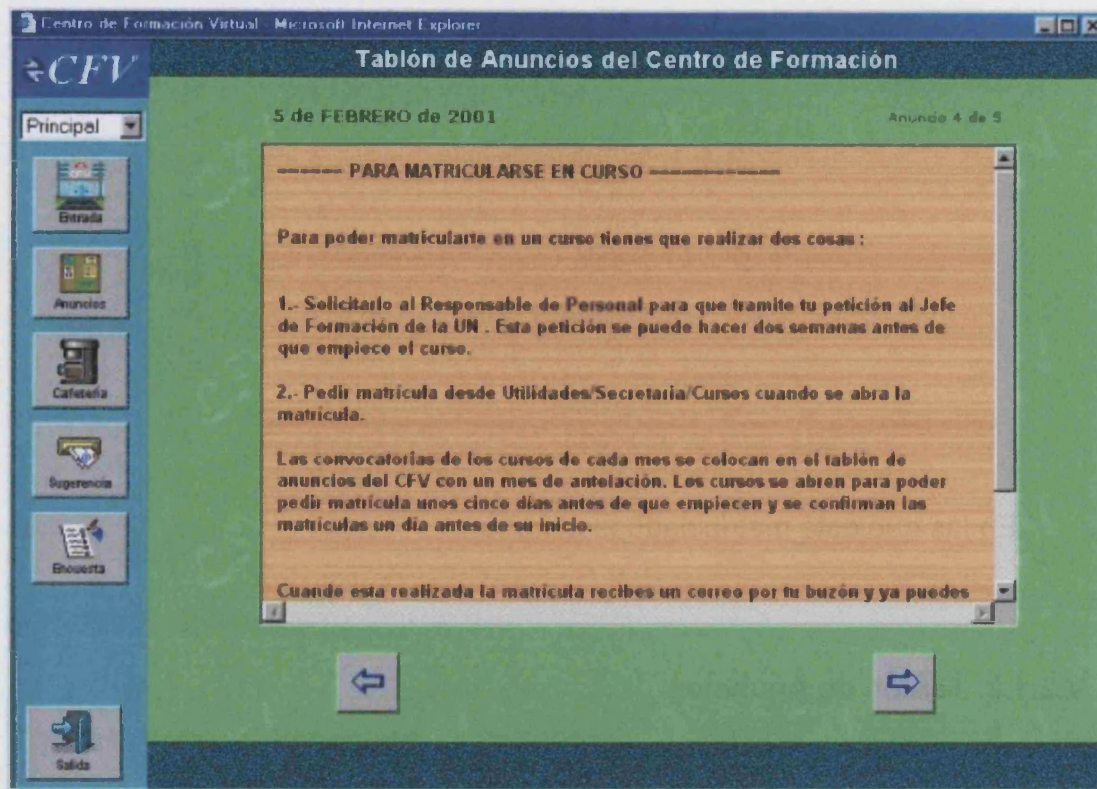 Centro de Formación Virtual - Microsoft Internet Explorer
CFV
Tablón de Anuncios del Centro de Formación
Principal
5 de FEBRERO de 2001
Anuncio 4 de 5
------ PARA MATRICULARSE EN CURSO ------------
Entrada
Para poder matricularte en un curso tienes que realizar dos cosas :
Anuncios
1.- Solicitarlo al Responsable de Personal para que tramite tu petición al Jefe
de Formación de la UN . Esta petición se puede hacer dos semanas antes de
que empiece el curso.
Cafetería
2.- Pedir matrícula desde Utilidades/Secretaria/Cursos cuando se abra la
matrícula.
Sugerencia
Las convocatorias de los cursos de cada mes se colocan en el tablón de
anuncios del CFV con un mes de antelación. Los cursos se abren para poder
pedir matrícula unos cinco días antes de que empiecen y se confirman las
matrículas un día antes de su inicio.
Encuesta
Cuando esta realizada la matrícula recibes un correo por tu buzón y ya puedes
Salida